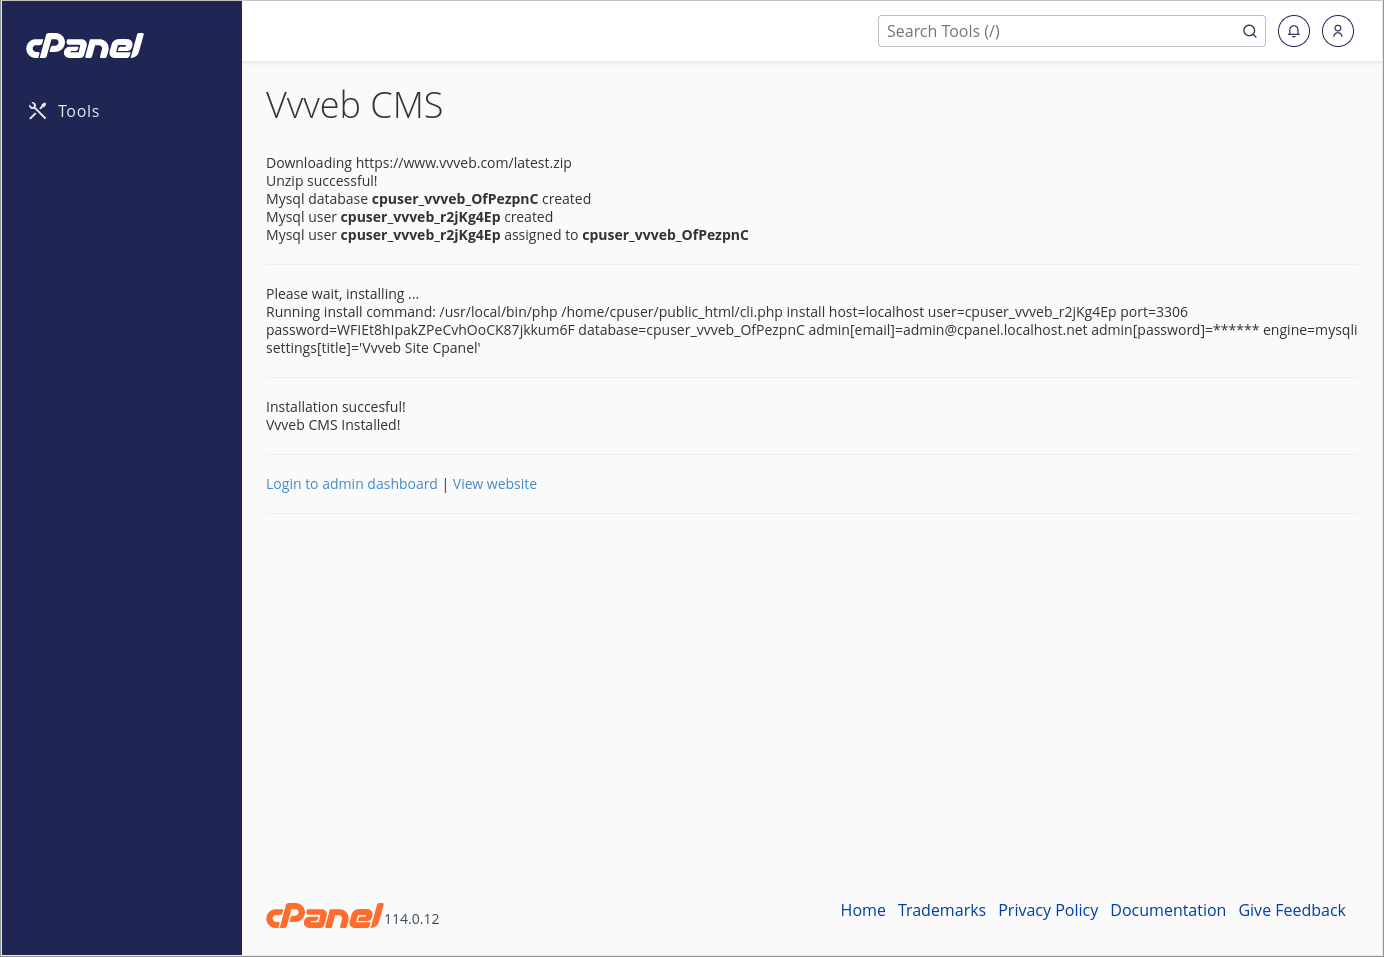 cPanel
Search Tools (/)
Tools
Vvveb CMS
Downloading https://www.vvveb.com/latest.zip
Unzip successful!
Mysql database cpuser_vvveb_OfPezpnC created
Mysql user cpuser_vvveb_r2jKg4Ep created
Mysql user cpuser_vvveb_r2jKg4Ep assigned to cpuser_vvveb_OfPezpnC
Please wait, installing ...
Running install command: /usr/local/bin/php /home/cpuser/public_html/cli.php install host=localhost user=cpuser_vvveb_r2jKg4Ep port=3306
password=WFIEt8hIpakZPeCvhOoCK87jkkum6F database=cpuser_vvveb_OfPezpnC admin[email]=admin@cpanel.localhost.net admin[password]=****** engine=mysqli
settings[title]='Vvveb Site Cpanel'
Installation succesful!
Vvveb CMS Installed!
Login to admin dashboard | View website
cPanel 114.0.12
Home Trademarks Privacy Policy Documentation Give Feedback